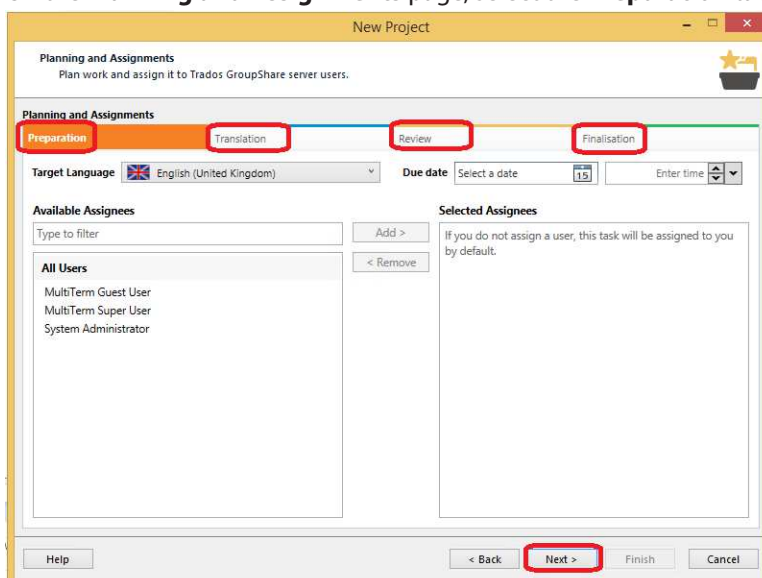 New Project
Planning and Assignments
Plan work and assign it to Trados GroupShare server users.
Planning and Assignments
Preparation Translation Review Finalisation
Target Language English (United Kingdom) Due date Select a date 15 Enter time
Available Assignees Selected Assignees
Type to filter Add > If you do not assign a user, this task will be assigned to you
by default.
< Remove
All Users
MultiTerm Guest User
MultiTerm Super User
System Administrator
Help < Back Next > Finish Cancel